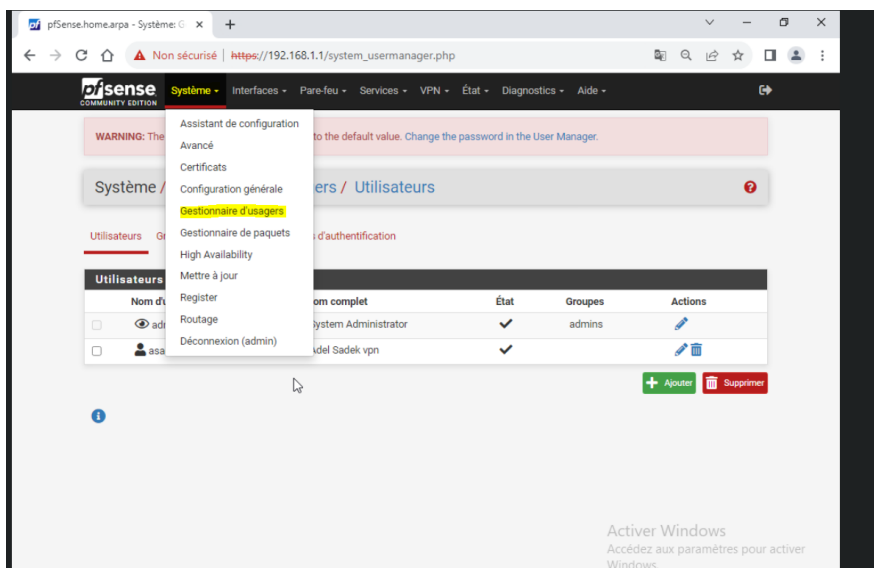 pfSense.home.arpa - Système: G
Non sécurisé | https://192.168.1.1/system_usermanager.php
pfsense
COMMUNITY EDITION
Système Interfaces Pare-feu Services VPN État Diagnostics Aide
WARNING: The to the default value. Change the password in the User Manager.
Assistant de configuration
Avancé
Certificats
Configuration générale
Gestionnaire d'usagers
Gestionnaire de paquets
High Availability
Mettre à jour
Register
Routage
Déconnexion (admin)
Système / ers / Utilisateurs
Utilisateurs d'authentification
Utilisateurs
Nom complet État Groupes Actions
System Administrator admins
Adel Sadek vpn
Ajouter Supprimer
Activer Windows
Accédez aux paramètres pour activer
Windows.